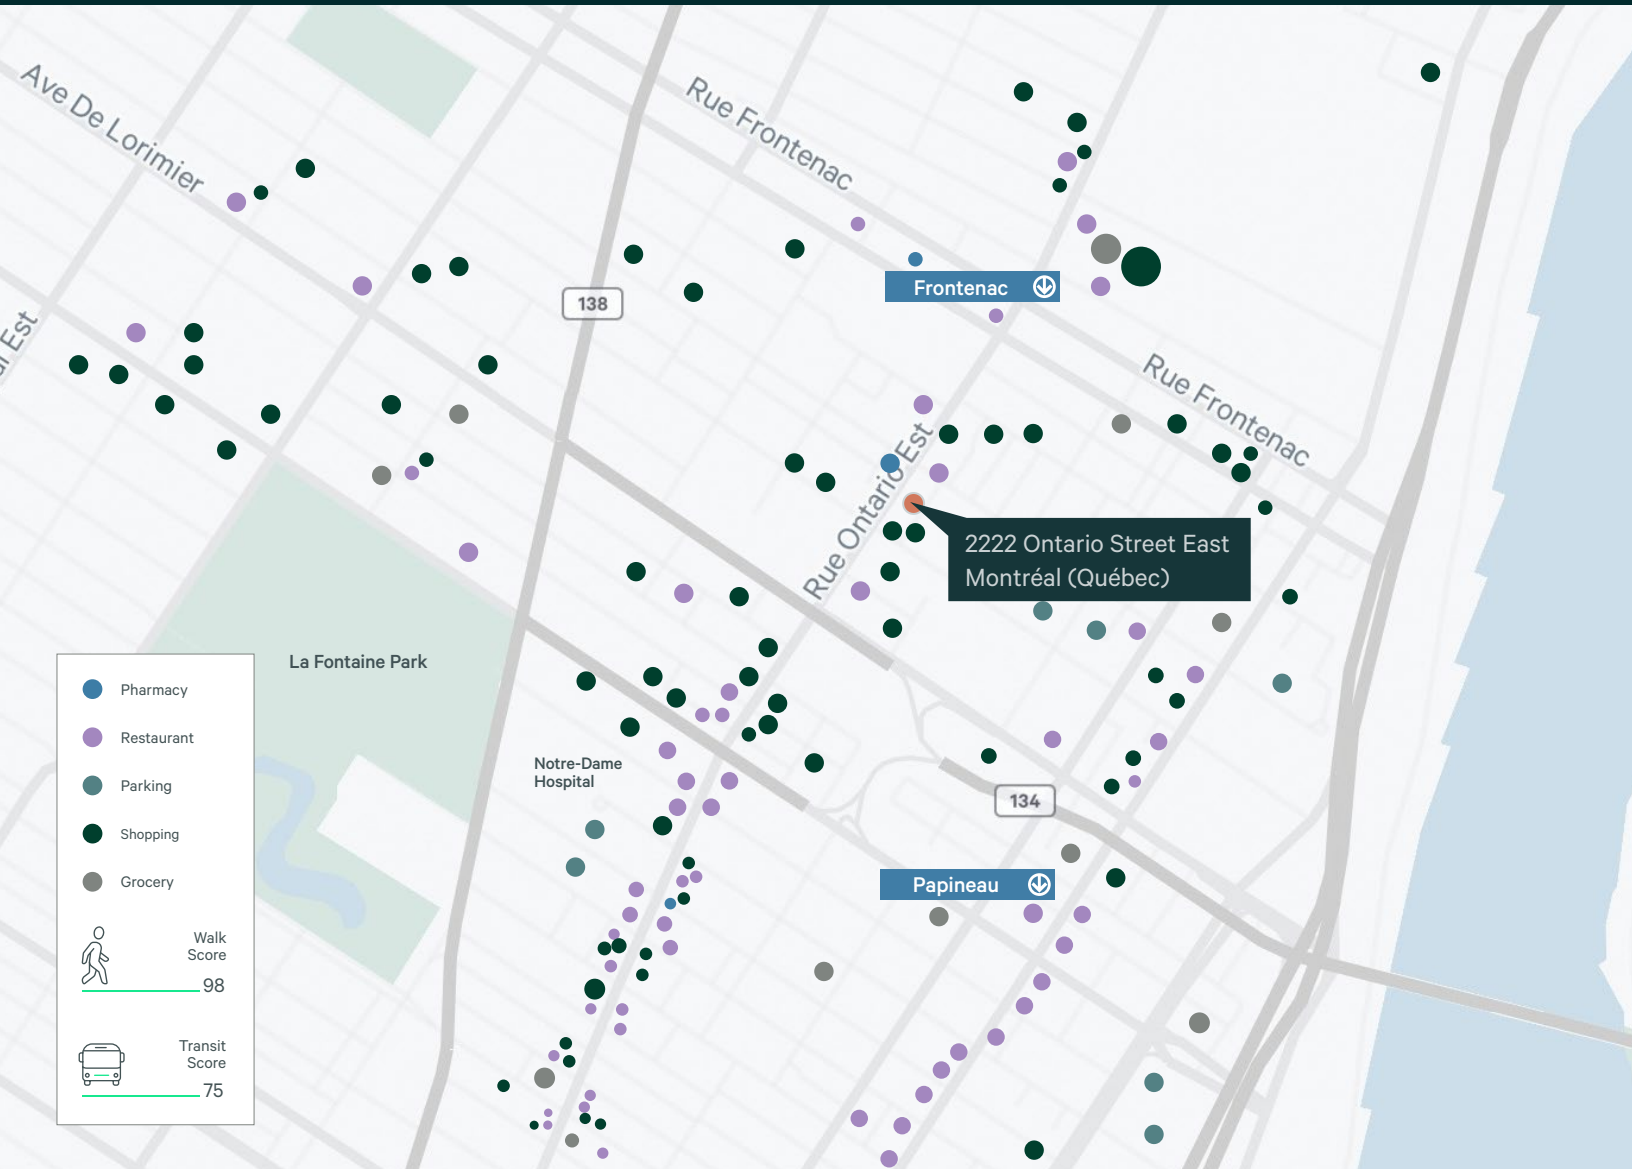 Ave De Lorimier
Rue Frontenac
138
Frontenac
Rue Frontenac
Rue Ontario Est
2222 Ontario Street East
Montréal (Québec)
La Fontaine Park
Notre-Dame
Hospital
134
Papineau
Pharmacy
Restaurant
Parking
Shopping
Grocery
Walk
Score
98
Transit
Score
75
Est